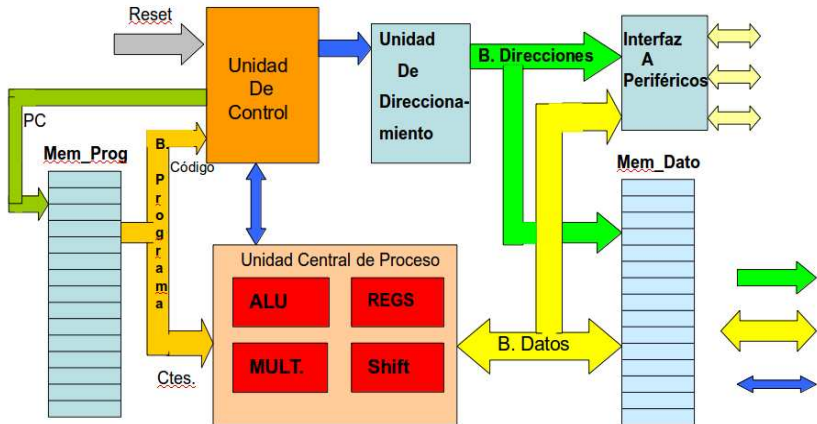 Reset
Unidad
De
Control
Unidad
De
Direcciona-
miento
B. Direcciones
Interfaz
A
Periféricos
PC
Mem_Prog
Código
B. Programa
Mem_Dato
Unidad Central de Proceso
ALU
REGS
MULT.
Shift
B. Datos
Ctes.